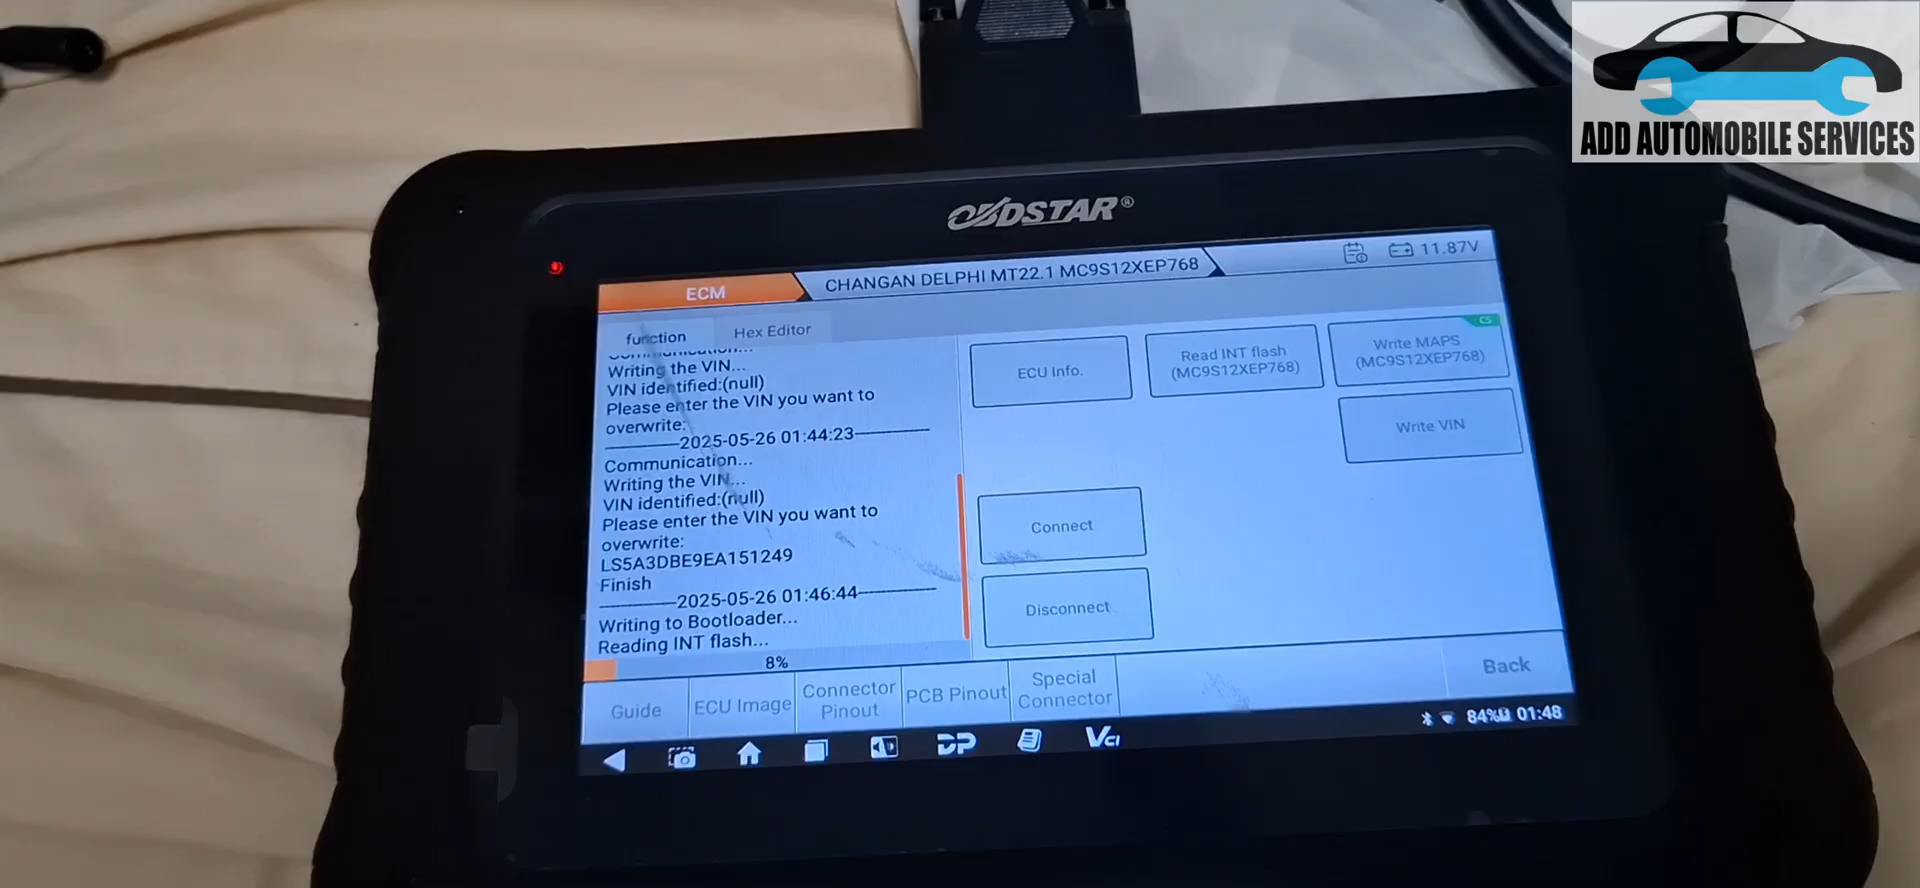 ADD AUTOMOBILE SERVICES
OBDSTAR®
ECM
CHANGAN DELPHI MT22.1 MC9S12XEP768
11.87V
function
Hex Editor
Communication...
Writing the VIN...
VIN identified:(null)
Please enter the VIN you want to
overwrite:
2025-05-26 01:44:23
Communication...
Writing the VIN...
VIN identified:(null)
Please enter the VIN you want to
overwrite:
LS5A3DBE9EA151249
Finish
2025-05-26 01:46:44
Writing to Bootloader...
Reading INT flash...
8%
ECU Info.
Read INT flash
(MC9S12XEP768)
CS
Write MAPS
(MC9S12XEP768)
Write VIN
Connect
Disconnect
Guide
ECU Image
Connector
Pinout
PCB Pinout
Special
Connector
Back
DP
VCI
84%
01:48